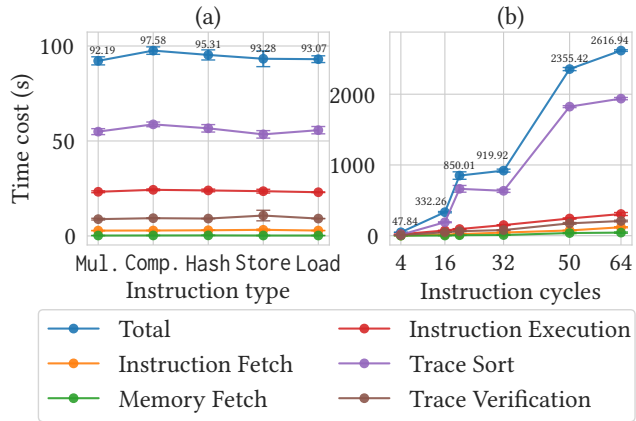 (a)
(b)
Time cost (s)
100
50
0
92.19
97.58
95.31
93.28
93.07
Mul. Comp. Hash Store Load
Instruction type
2000
1000
0
47.84
332.26
850.01
919.92
2355.42
2616.94
4 16 32 50 64
Instruction cycles
Total
Instruction Fetch
Memory Fetch
Instruction Execution
Trace Sort
Trace Verification